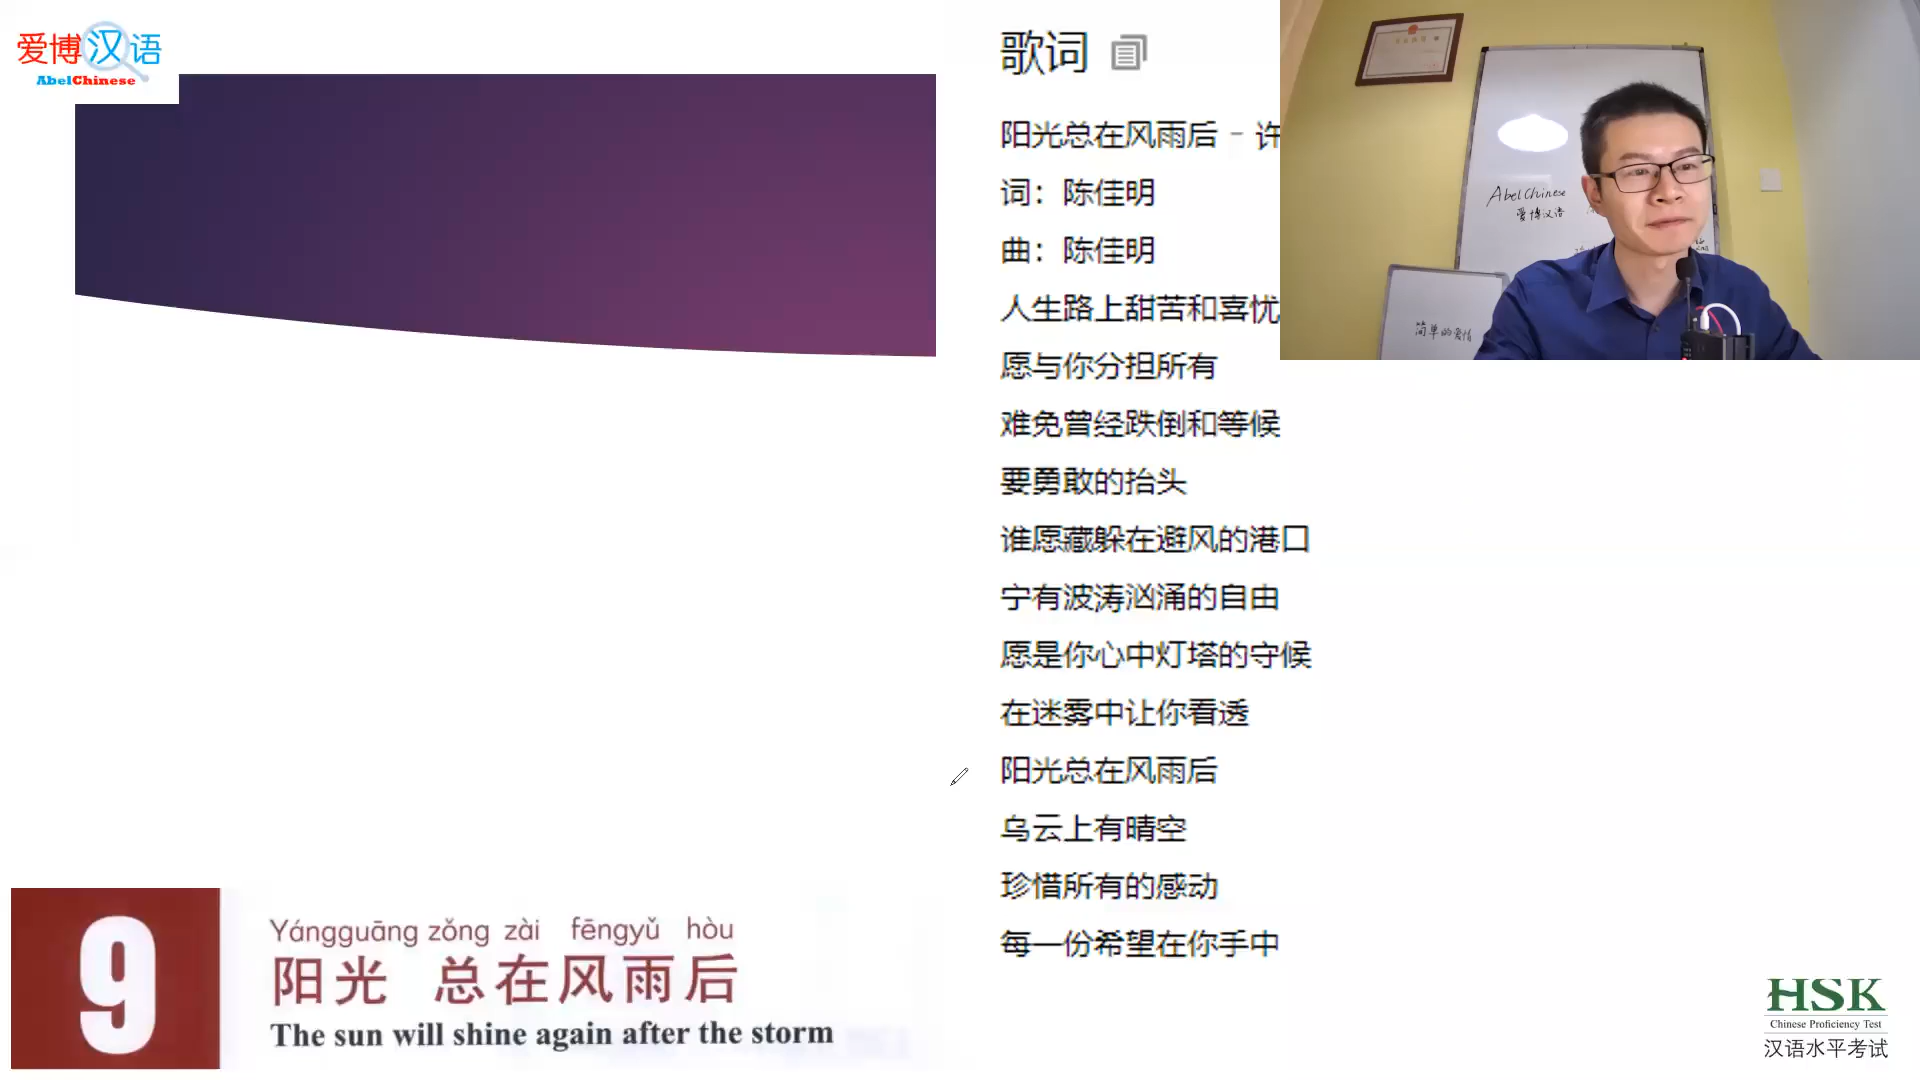 爱博汉语
AbelChinese
歌词
阳光总在风雨后 - 许
词：陈佳明
曲：陈佳明
人生路上甜苦和喜忧
愿与你分担所有
难免曾经跌倒和等候
要勇敢的抬头
谁愿藏躲在避风的港口
宁有波涛汹涌的自由
愿是你心中灯塔的守候
在迷雾中让你看透
阳光总在风雨后
乌云上有晴空
珍惜所有的感动
每一份希望在你手中
AbelChinese
爱博汉语
简单的爱情
9
Yángguāng zǒng zài fēngyǔ hòu
阳光 总在风雨后
The sun will shine again after the storm
HSK
Chinese Proficiency Test
汉语水平考试